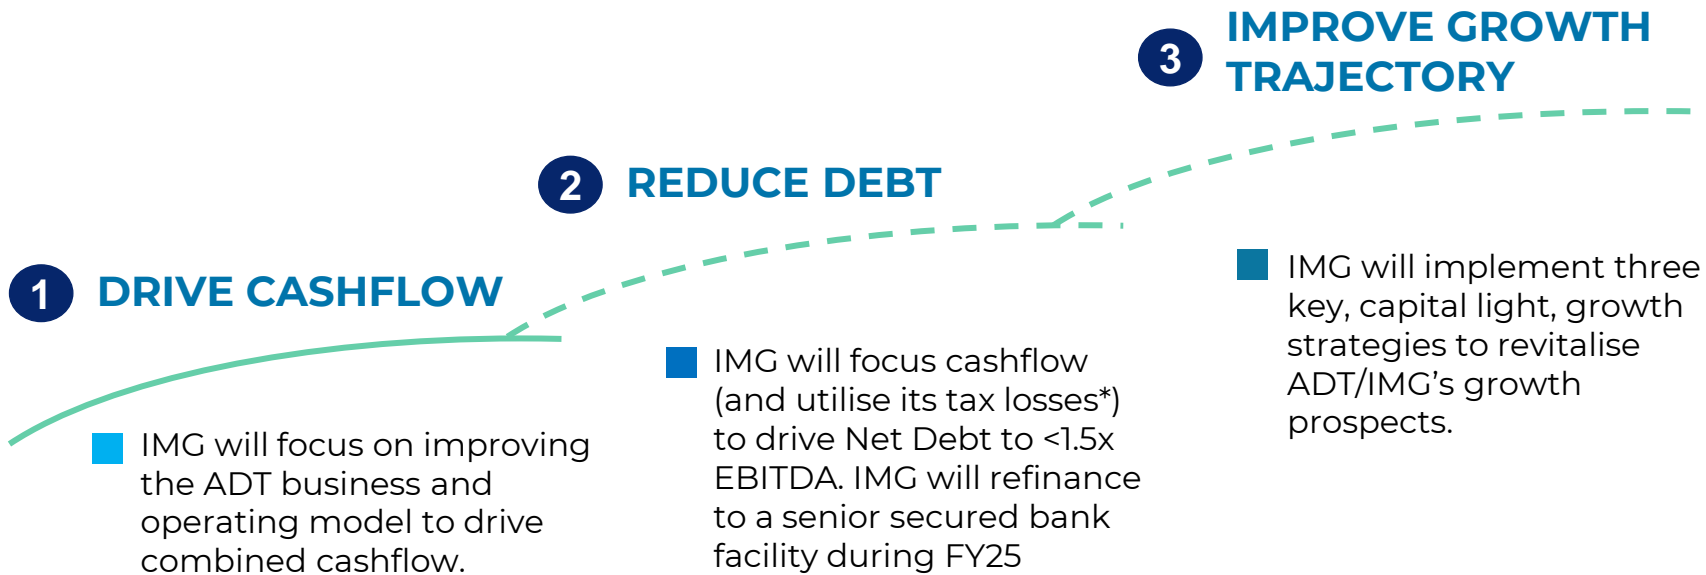 1
DRIVE CASHFLOW
IMG will focus on improving
the ADT business and
operating model to drive
combined cashflow.
2
REDUCE DEBT
IMG will focus cashflow
(and utilise its tax losses*)
to drive Net Debt to <1.5x
EBITDA. IMG will refinance
to a senior secured bank
facility during FY25
3
IMPROVE GROWTH
TRAJECTORY
IMG will implement three
key, capital light, growth
strategies to revitalise
ADT/IMG’s growth
prospects.